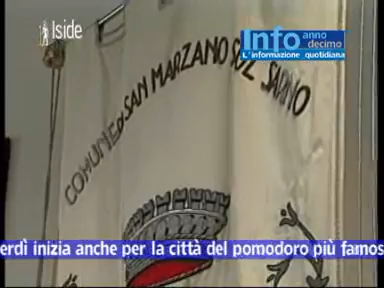 Iside
Info anno decimo
L'informazione quotidiana
COMUNE di SAN MARZANO SUL SARNO
erdì inizia anche per la città del pomodoro più famos